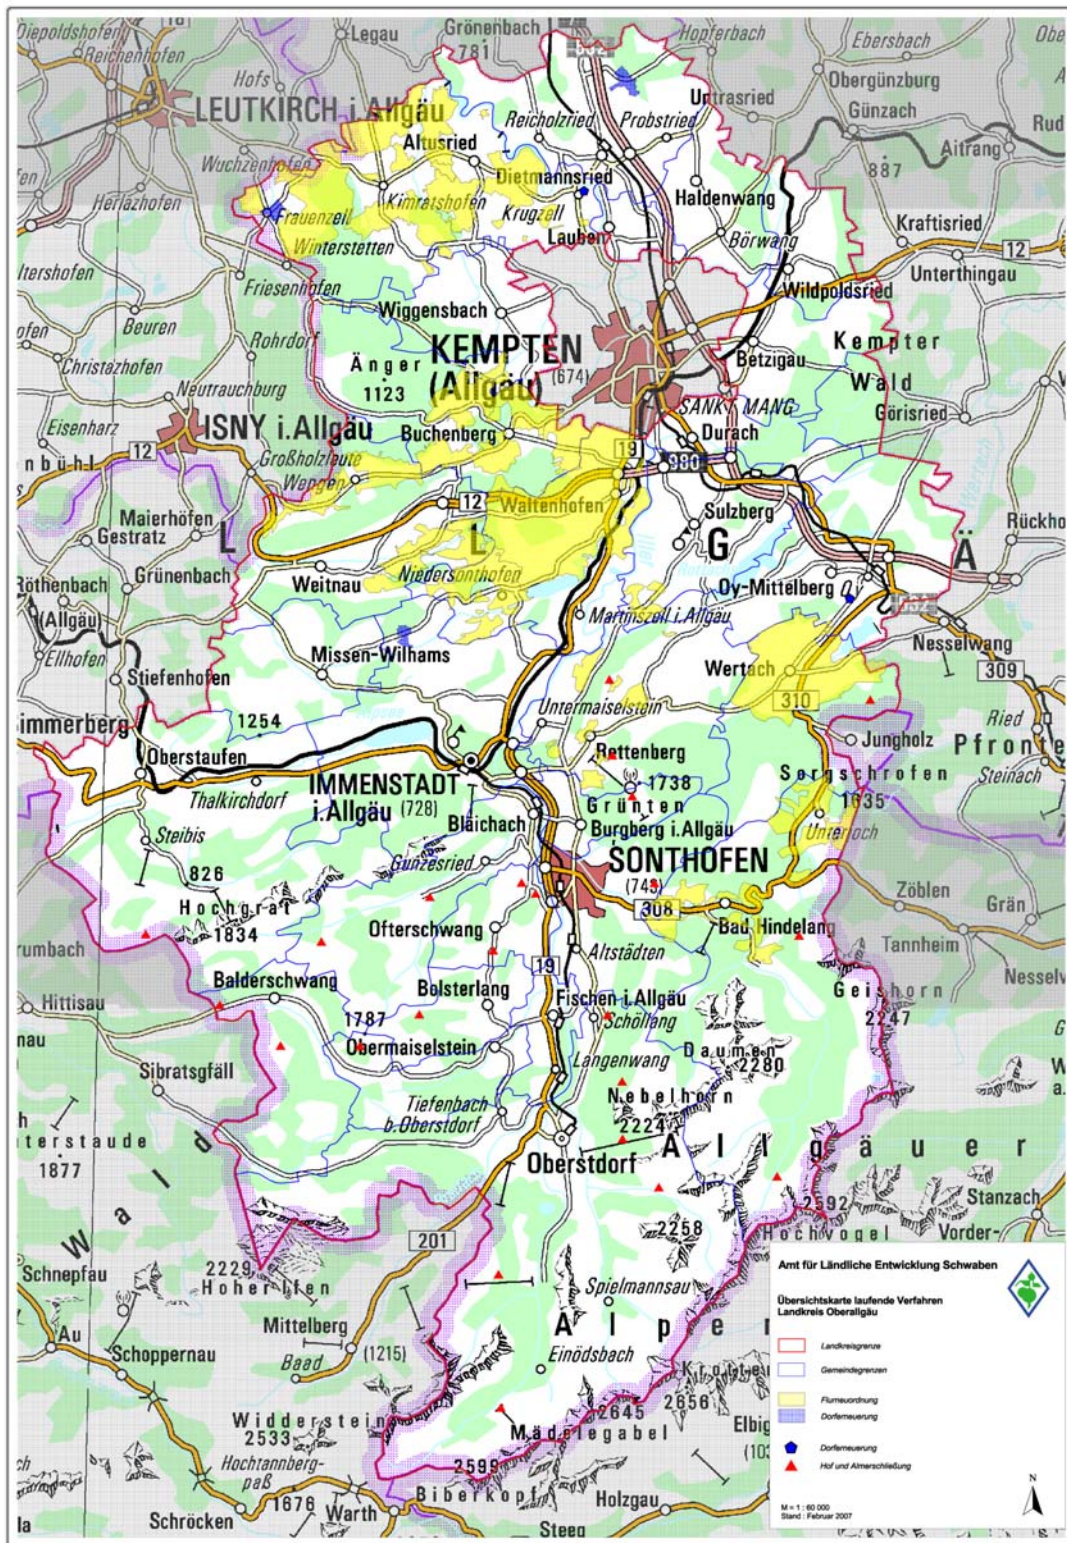 Diepoldshofen
Reichenhofen
Legau
Grönenbach
781
Hopferbach
Ebersbach
Obe
Hofs
Obergünzburg
Günzach
LEUTKIRCH i.Allgäu
Reicholzried
Probstried
Untrasried
Altusried
Aitrang
Rud
Wuchzenhofen
887
Dietmannsried
Herlazhofen
Kimratshofen
Haldenwang
Frauenzell
Krugzell
Kraftisried
Lauben
Börwang
12
Winterstetten
Unterthingau
Friesenhofen
Wildpoldsried
Beuren
Wiggensbach
Rohrdorf
KEMPTEN
(Allgäu)
(674)
Betzigau
Kempter
Wald
Christazhofen
Änger
1123
Neutrauchburg
SANKT MANG
Görisried
Eisenharz
ISNY i.Allgäu
Buchenberg
Durach
12
19
980
Großholzleute
Wengen
12
Waltenhofen
Wertach
Maierhöfen
Sulzberg
Rückho
Gestratz
L
L
G
Ä
Grünenbach
Weitnau
Niedersonthofen
Iller
Oy-Mittelberg
Röthenbach
(Allgäu)
Martinszell i.Allgäu
Nesselwang
Missen-Wilhams
Ellhofen
Wertach
309
Stiefenhofen
310
1254
Alpsee
Untermaiselstein
Ried
Simmerberg
Jungholz
Pfronte
Oberstaufen
Rettenberg
Steinach
IMMENSTADT
i.Allgäu (728)
1738
Sorgschrofen
Thalkirchdorf
Grünten
1635
Blaichach
Burgberg i.Allgäu
Steibis
Unterjoch
Gunzesried
SONTHOFEN
826
Zöblen
Hochgrat
308
Grän
1834
Ofterschwang
Bad Hindelang
Altstädten
Tannheim
Krumbach
Balderschwang
19
Nesselw
Hittisau
Bolsterlang
Fischen i.Allgäu
Geishorn
1787
Schöllang
2247
Obermaiselstein
Langenwang
Daumen
2280
Sibratsgfäll
Nebelhorn
Tiefenbach
b.Oberstdorf
2224
1877
Oberstdorf
Allgäuer
Stanzach
2592
Wald
Hochvogel
Vorder-
201
2258
Schnepfau
2229
Hoher Ifen
Spielmannsau
Mittelberg
(1215)
Alpen
Au
Schoppernau
Baad
Einödsbach
2656
Widderstein
2533
2645
Elbig
Mädelegabel
Hochtannberg-
paß
2599
1676
Biberkopf
Warth
Holzgau
Schröcken
Steeg
Amt für Ländliche Entwicklung Schwaben
Übersichtskarte laufende Verfahren
Landkreis Oberallgäu
Landkreisgrenze
Gemeindegrenzen
Flurneuordnung
Dorferneuerung
Dorferneuerung
Hof und Almerschließung
M = 1 : 60 000
Stand : Februar 2007
N